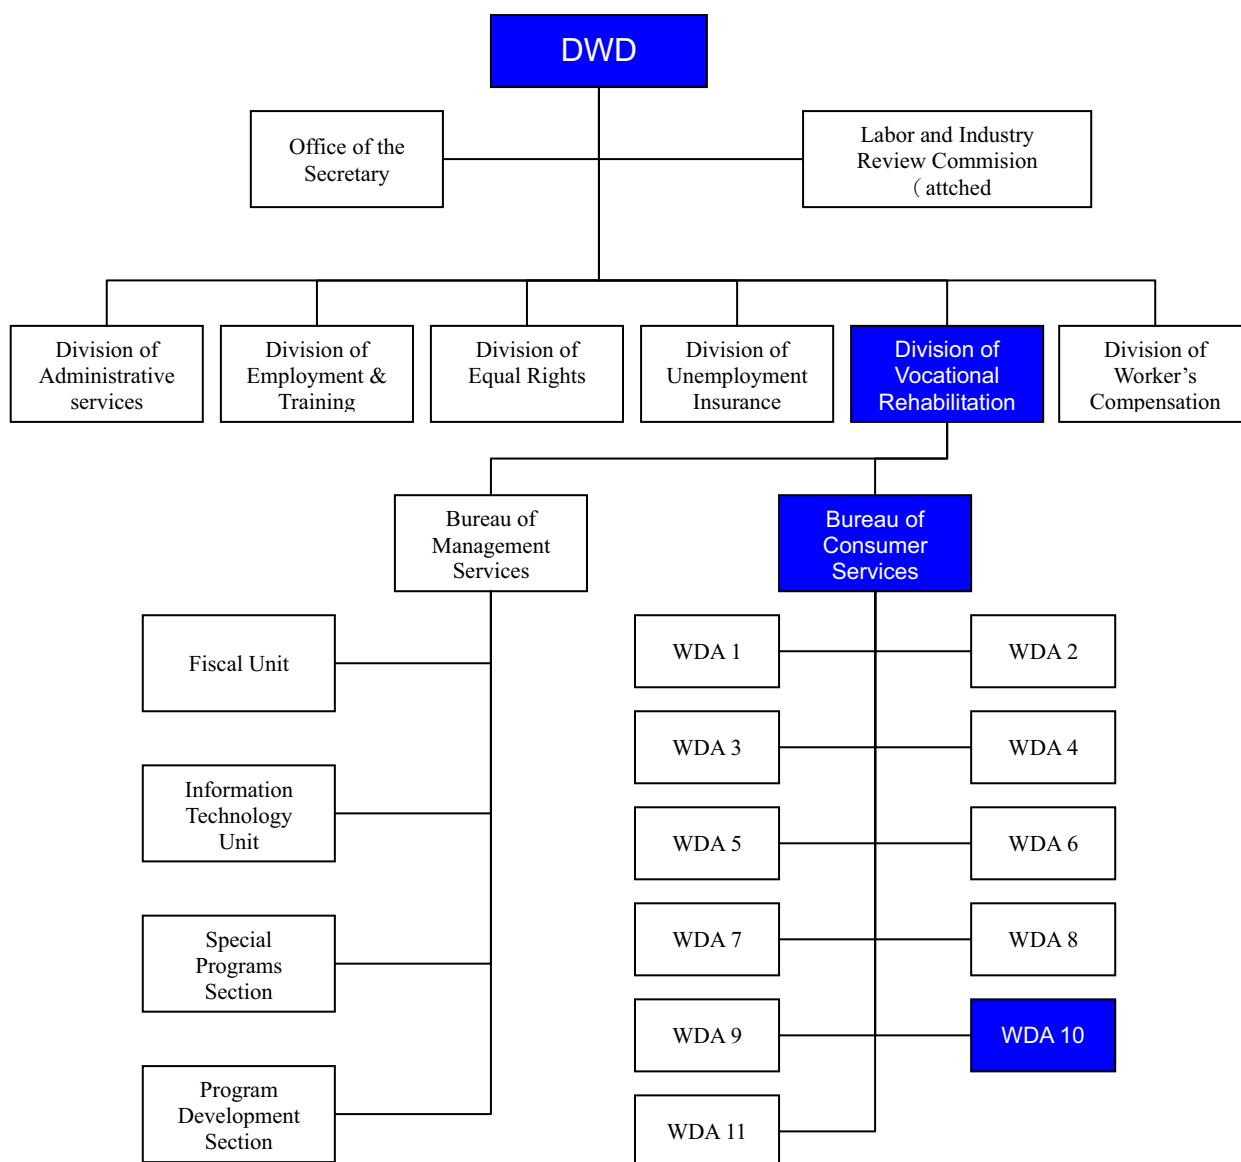 DWD
Office of the
Secretary
Labor and Industry
Review Commision
（attched
Division of
Administrative
services
Division of
Employment &
Training
Division of
Equal Rights
Division of
Unemployment
Insurance
Division of
Vocational
Rehabilitation
Division of
Worker’s
Compensation
Bureau of
Management
Services
Bureau of
Consumer
Services
Fiscal Unit
Information
Technology
Unit
Special
Programs
Section
Program
Development
Section
WDA 1
WDA 2
WDA 3
WDA 4
WDA 5
WDA 6
WDA 7
WDA 8
WDA 9
WDA 10
WDA 11